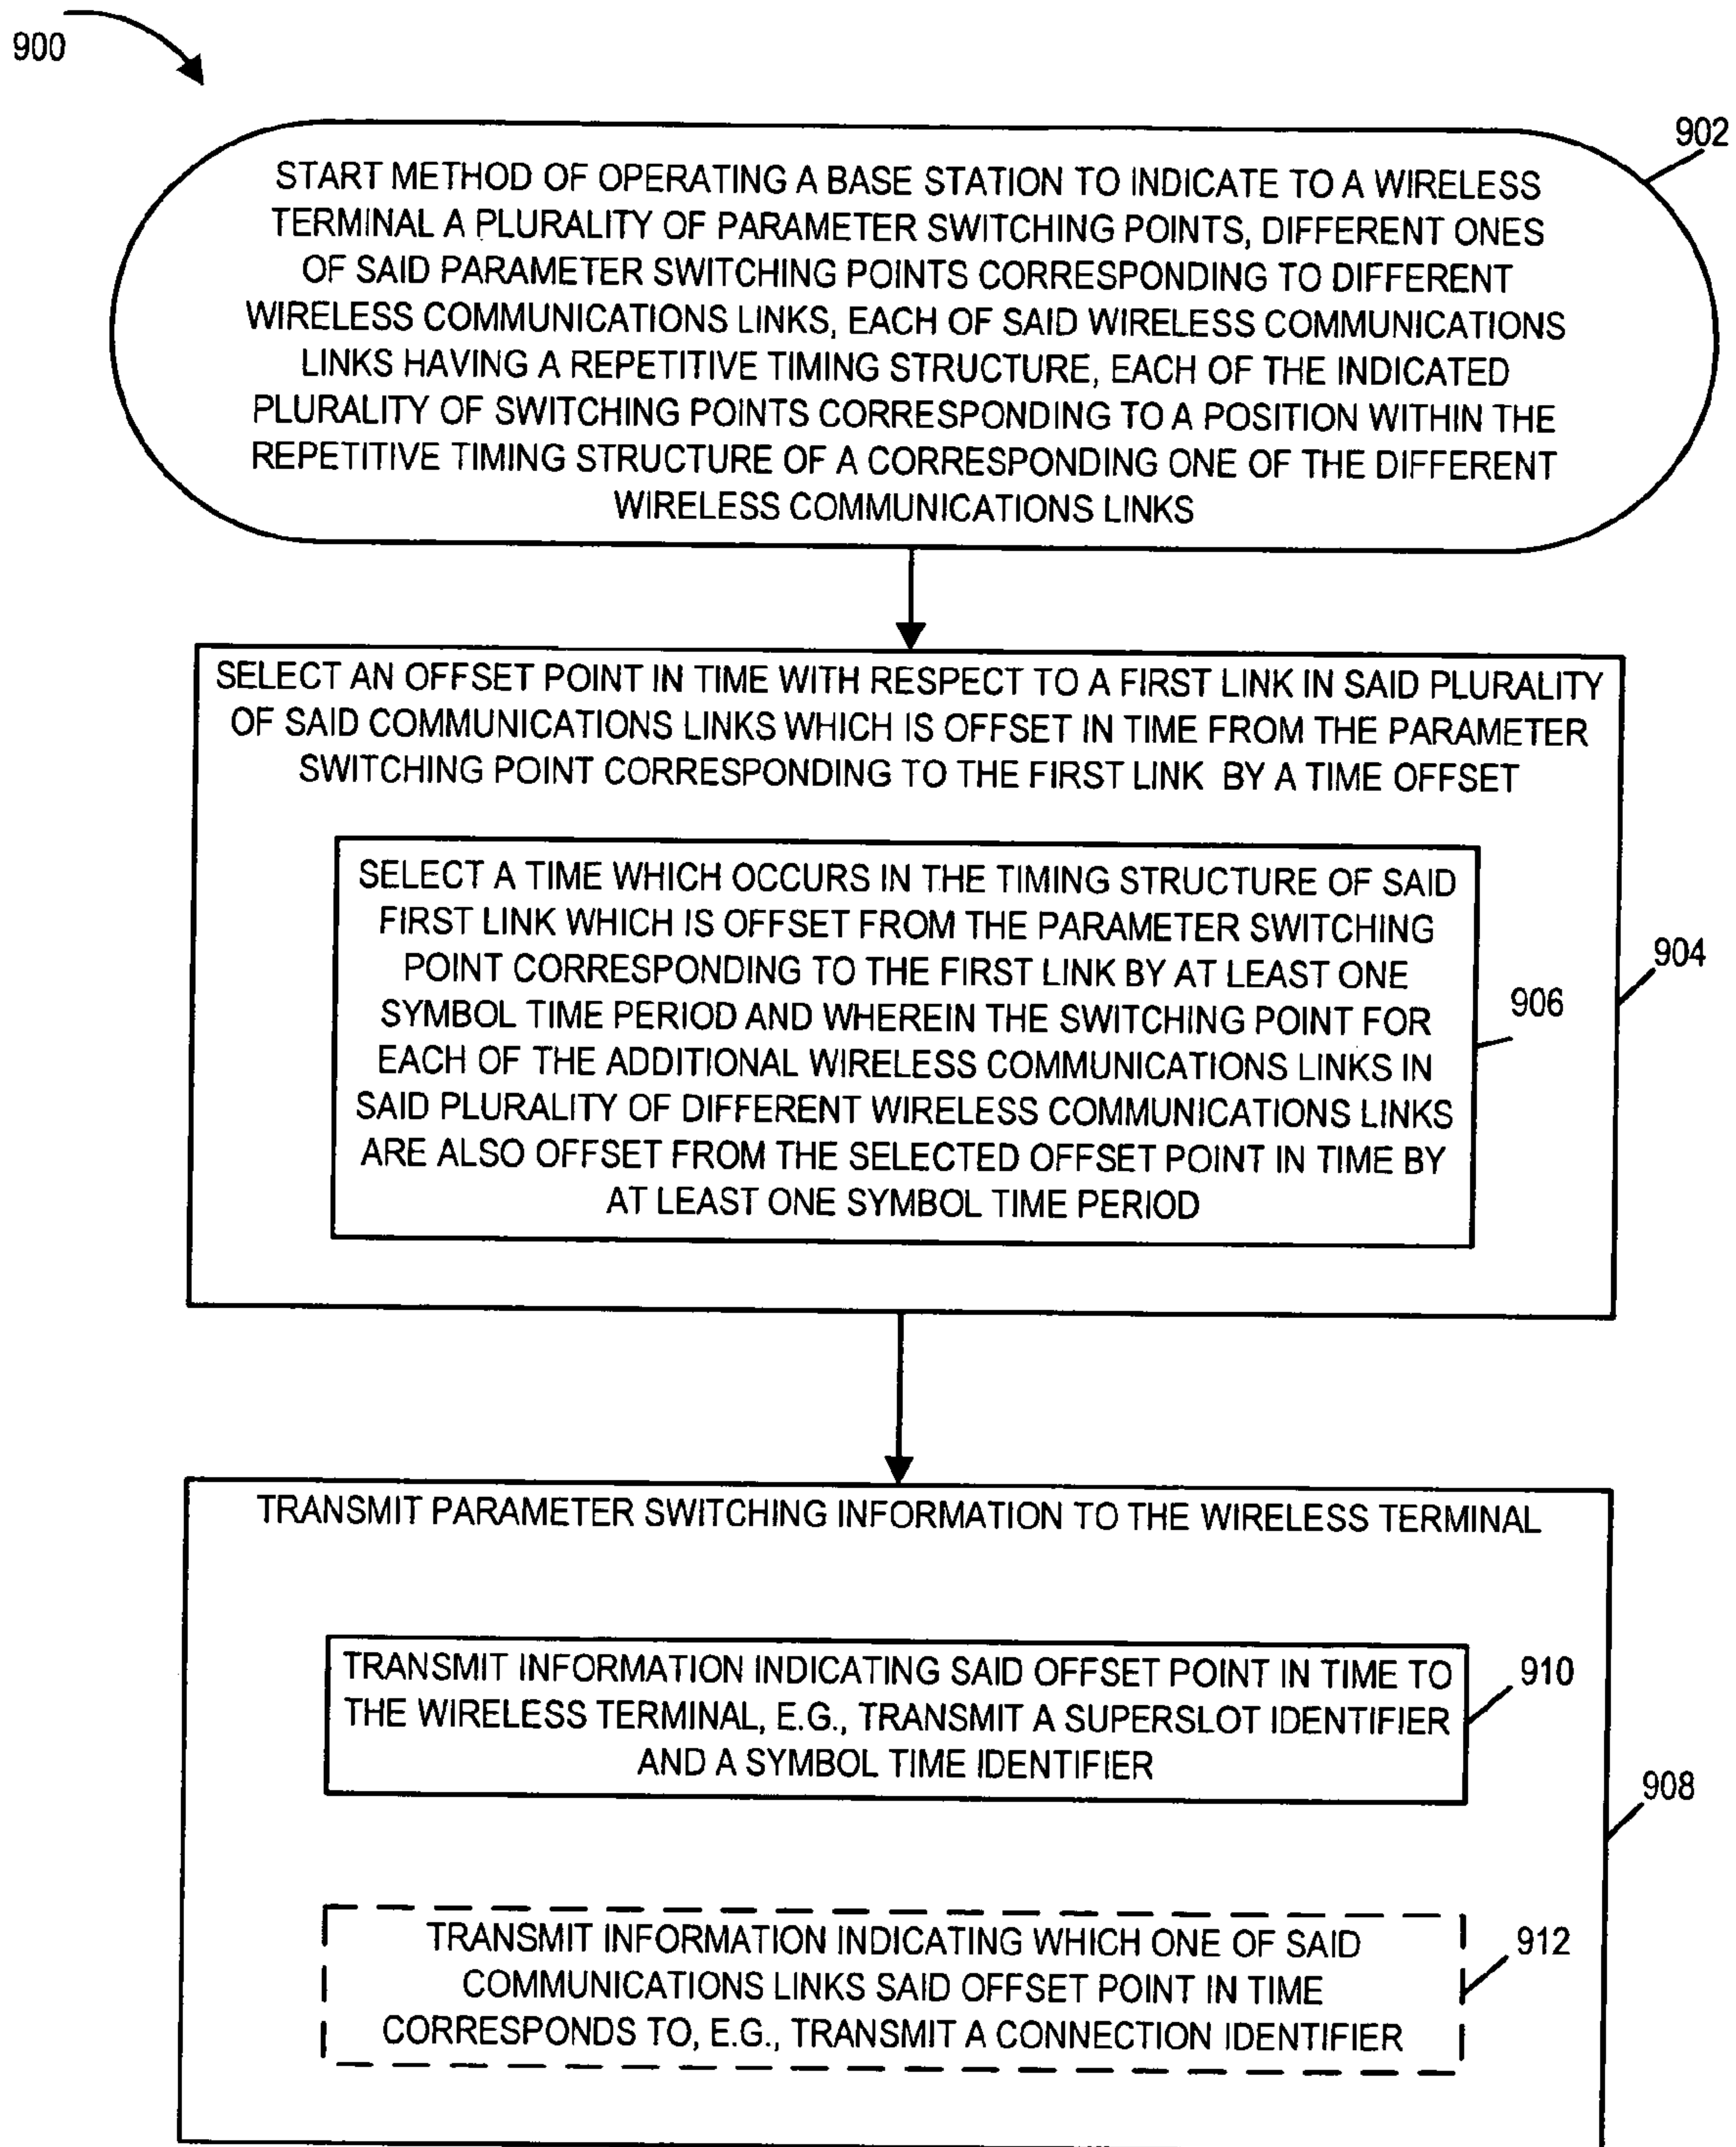 900
902
START METHOD OF OPERATING A BASE STATION TO INDICATE TO A WIRELESS
TERMINAL A PLURALITY OF PARAMETER SWITCHING POINTS, DIFFERENT ONES
OF SAID PARAMETER SWITCHING POINTS CORRESPONDING TO DIFFERENT
WIRELESS COMMUNICATIONS LINKS, EACH OF SAID WIRELESS COMMUNICATIONS
LINKS HAVING A REPETITIVE TIMING STRUCTURE, EACH OF THE INDICATED
PLURALITY OF SWITCHING POINTS CORRESPONDING TO A POSITION WITHIN THE
REPETITIVE TIMING STRUCTURE OF A CORRESPONDING ONE OF THE DIFFERENT
WIRELESS COMMUNICATIONS LINKS
SELECT AN OFFSET POINT IN TIME WITH RESPECT TO A FIRST LINK IN SAID PLURALITY
OF SAID COMMUNICATIONS LINKS WHICH IS OFFSET IN TIME FROM THE PARAMETER
SWITCHING POINT CORRESPONDING TO THE FIRST LINK BY A TIME OFFSET
SELECT A TIME WHICH OCCURS IN THE TIMING STRUCTURE OF SAID
FIRST LINK WHICH IS OFFSET FROM THE PARAMETER SWITCHING
POINT CORRESPONDING TO THE FIRST LINK BY AT LEAST ONE
SYMBOL TIME PERIOD AND WHEREIN THE SWITCHING POINT FOR
EACH OF THE ADDITIONAL WIRELESS COMMUNICATIONS LINKS IN
SAID PLURALITY OF DIFFERENT WIRELESS COMMUNICATIONS LINKS
ARE ALSO OFFSET FROM THE SELECTED OFFSET POINT IN TIME BY
AT LEAST ONE SYMBOL TIME PERIOD
904
906
TRANSMIT PARAMETER SWITCHING INFORMATION TO THE WIRELESS TERMINAL
TRANSMIT INFORMATION INDICATING SAID OFFSET POINT IN TIME TO
THE WIRELESS TERMINAL, E.G., TRANSMIT A SUPERSLOT IDENTIFIER
AND A SYMBOL TIME IDENTIFIER
910
908
TRANSMIT INFORMATION INDICATING WHICH ONE OF SAID
COMMUNICATIONS LINKS SAID OFFSET POINT IN TIME
CORRESPONDS TO, E.G., TRANSMIT A CONNECTION IDENTIFIER
912